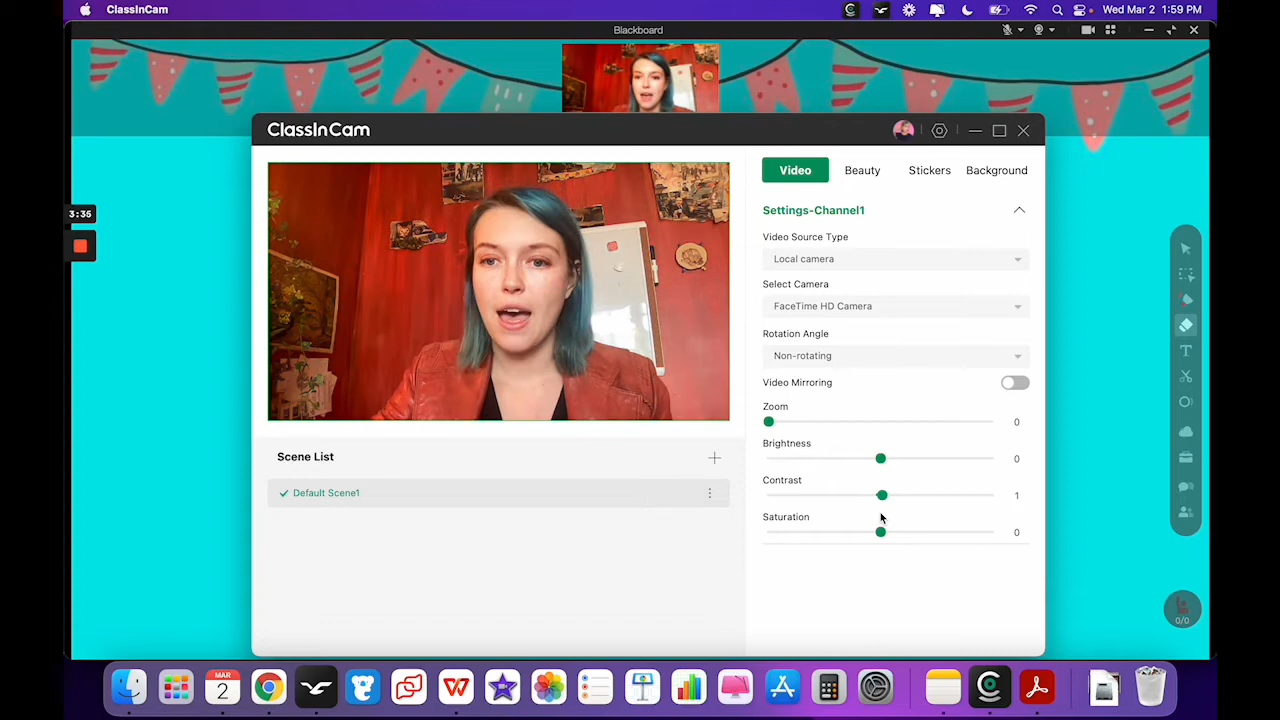 ClassInCam
Wed Mar 2 1:59 PM
Blackboard
ClassInCam
3:35
Video
Beauty
Stickers
Background
Settings-Channel1
Video Source Type
Local camera
Select Camera
FaceTime HD Camera
Rotation Angle
Non-rotating
Video Mirroring
Zoom
0
Brightness
0
Contrast
1
Saturation
0
Scene List
Default Scene1
T
0/0
MAR
2